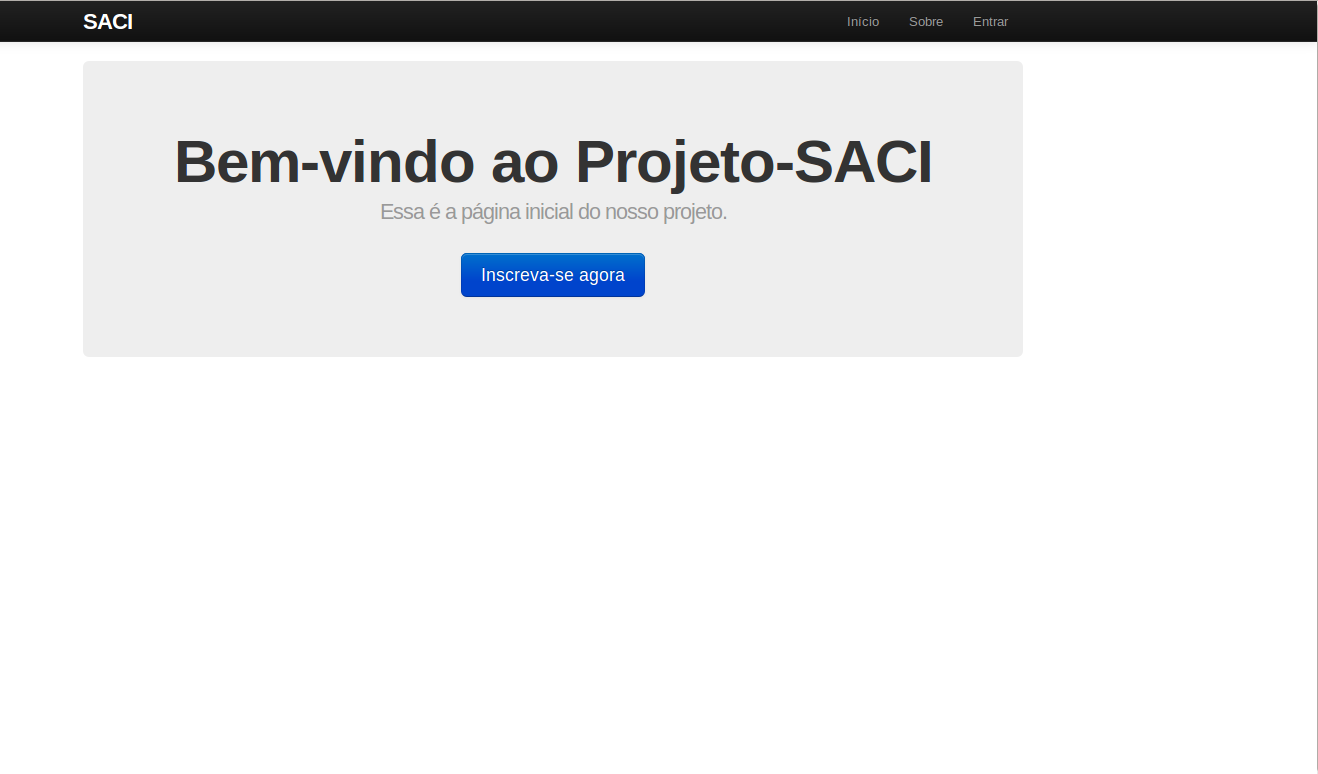 SACI
Início Sobre Entrar
Bem-vindo ao Projeto-SACI
Essa é a página inicial do nosso projeto.
Inscreva-se agora